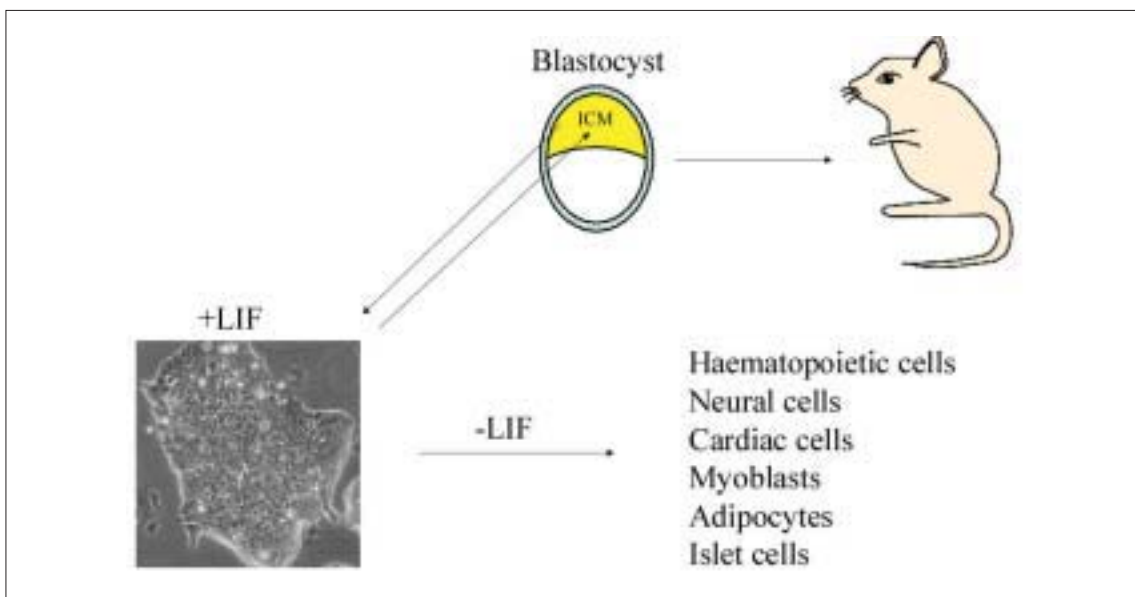 Blastocyst
ICM
+LIF
-LIF
Haematopoietic cells
Neural cells
Cardiac cells
Myoblasts
Adipocytes
Islet cells